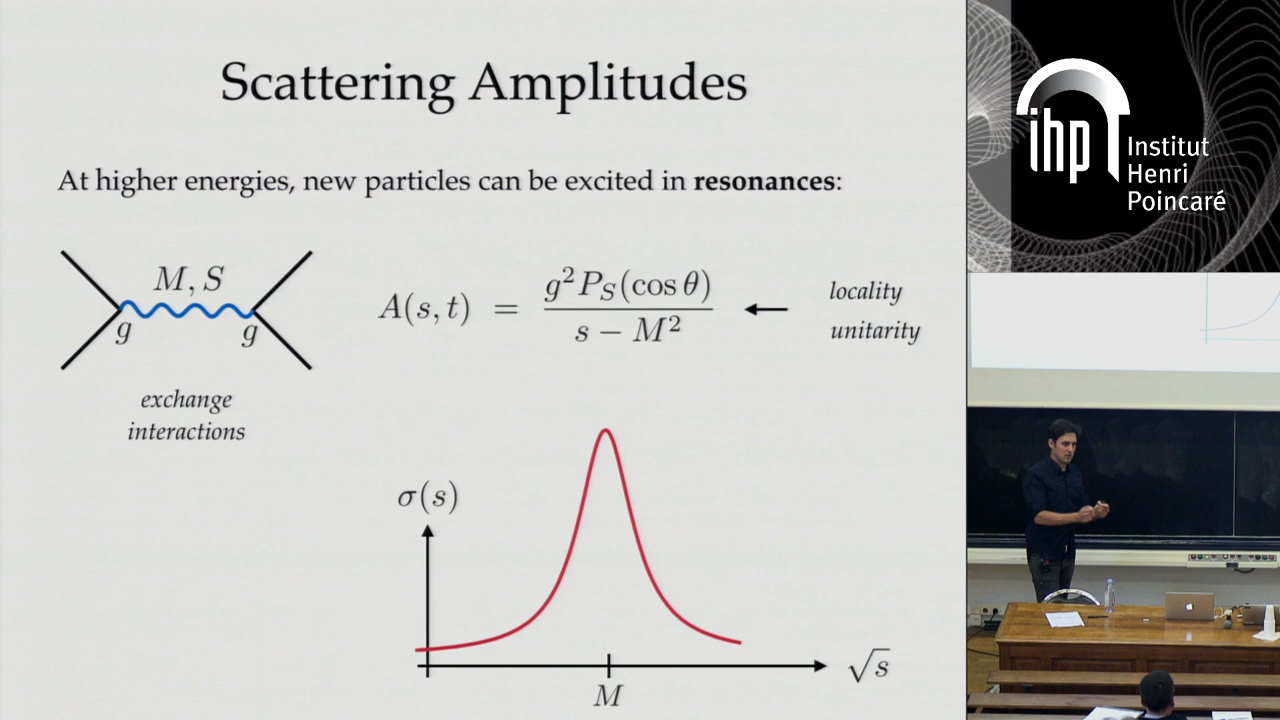 Scattering Amplitudes
At higher energies, new particles can be excited in resonances:
M, S
g g
exchange
interactions
A(s, t) = g²P_S(cos θ) / s − M²
locality
unitarity
σ(s)
√s
M
ihp
Institut
Henri
Poincaré